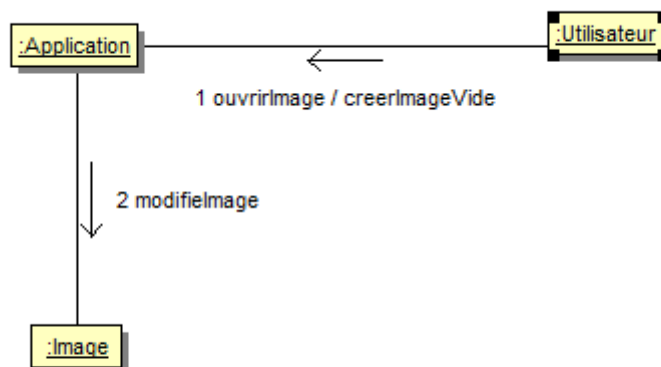 :Application
:Utilisateur
1 ouvrirImage / creerImageVide
2 modifieImage
:Image